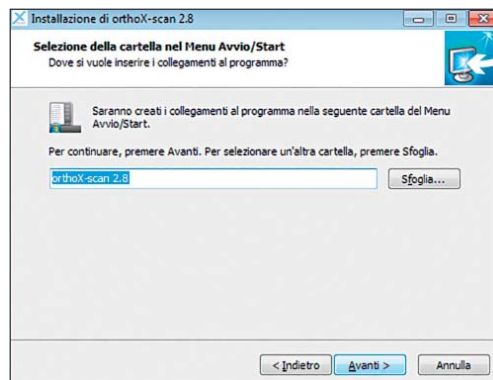 Installazione di orthoX-scan 2.8
Selezione della cartella nel Menu Avvio/Start
Dove si vuole inserire i collegamenti al programma?
Saranno creati i collegamenti al programma nella seguente cartella del Menu
Avvio/Start.
Per continuare, premere Avanti. Per selezionare un'altra cartella, premere Sfoglia.
orthoX-scan 2.8
Sfoglia...
< Indietro
Avanti >
Annulla